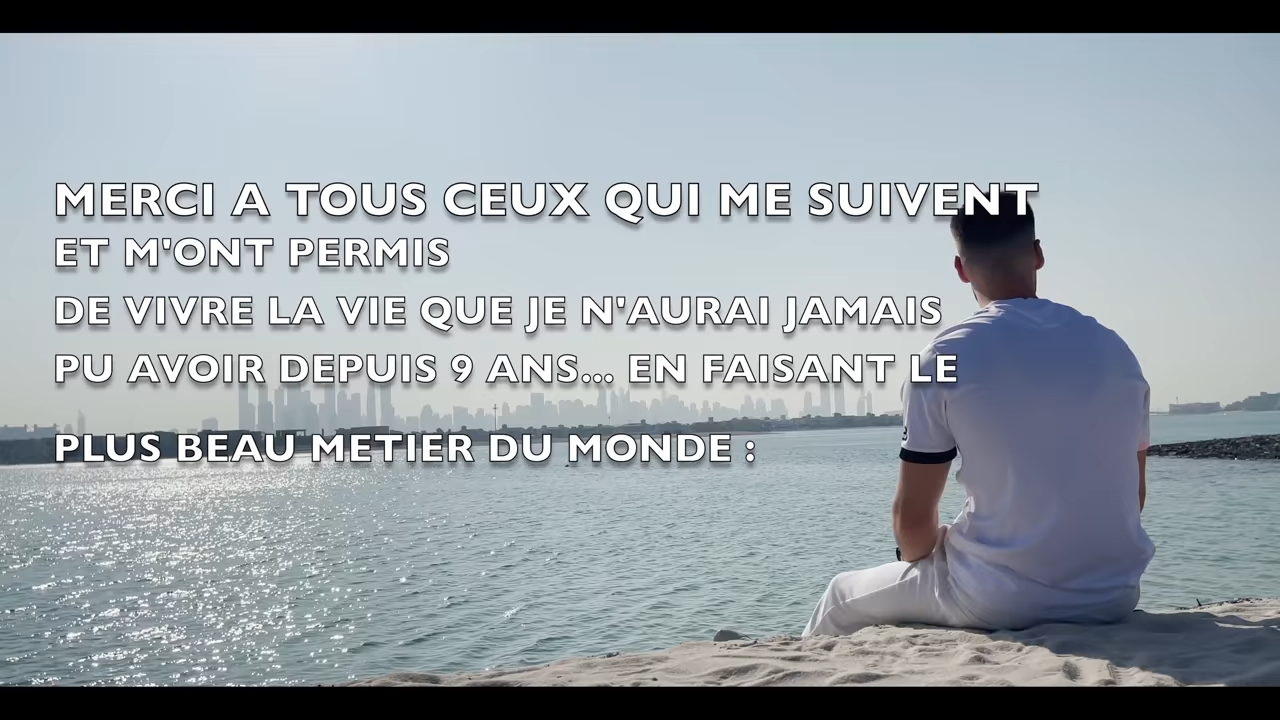 MERCI A TOUS CEUX QUI ME SUIVENT
ET M'ONT PERMIS
DE VIVRE LA VIE QUE JE N'AURAI JAMAIS
PU AVOIR DEPUIS 9 ANS... EN FAISANT LE
PLUS BEAU METIER DU MONDE :